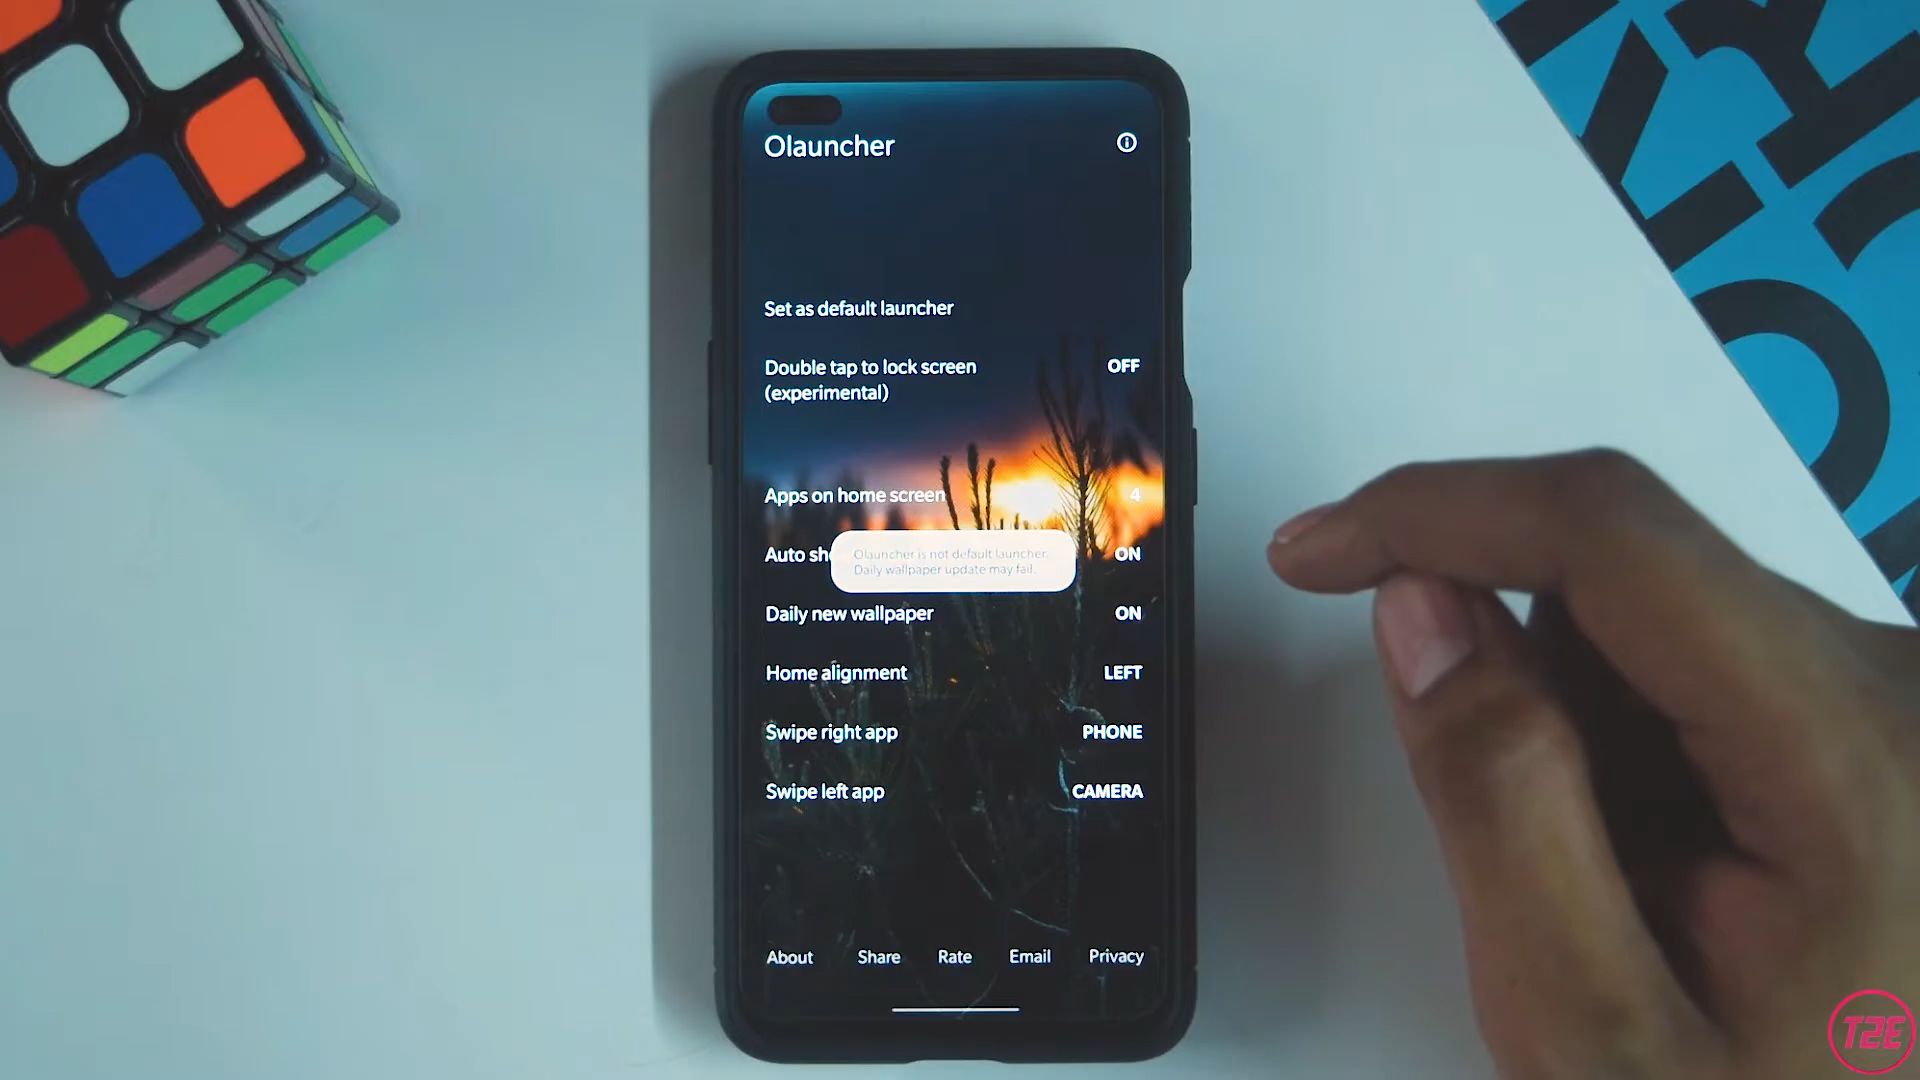 Olauncher
Set as default launcher
Double tap to lock screen OFF
(experimental)
Apps on home screen 4
Auto sh ON
Olauncher is not default launcher.
Daily wallpaper update may fail.
Daily new wallpaper ON
Home alignment LEFT
Swipe right app PHONE
Swipe left app CAMERA
About Share Rate Email Privacy
T2E